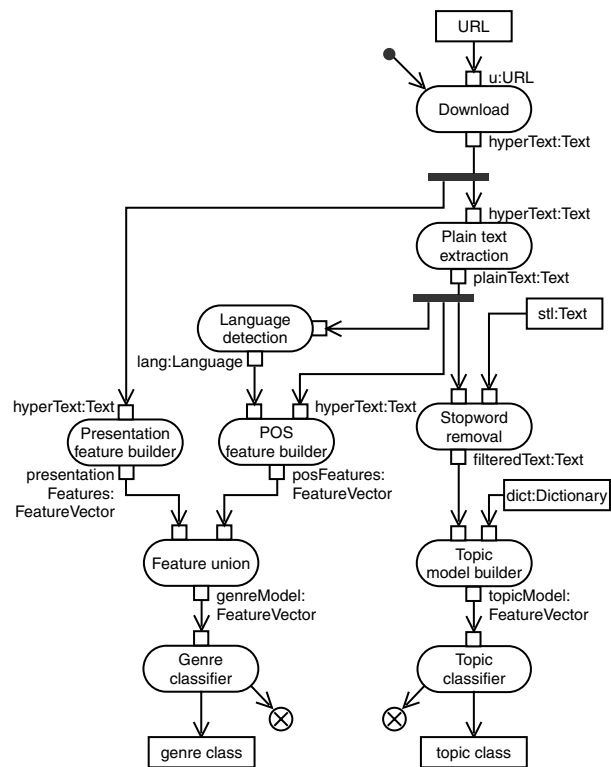 URL
u:URL
Download
hyperText:Text
hyperText:Text
Plain text
extraction
plainText:Text
Language
detection
stl:Text
lang:Language
hyperText:Text
hyperText:Text
Presentation
feature builder
POS
feature builder
Stopword
removal
presentation
Features:
FeatureVector
posFeatures:
FeatureVector
filteredText:Text
dict:Dictionary
Feature union
Topic
model builder
genreModel:
FeatureVector
topicModel:
FeatureVector
Genre
classifier
Topic
classifier
genre class
topic class